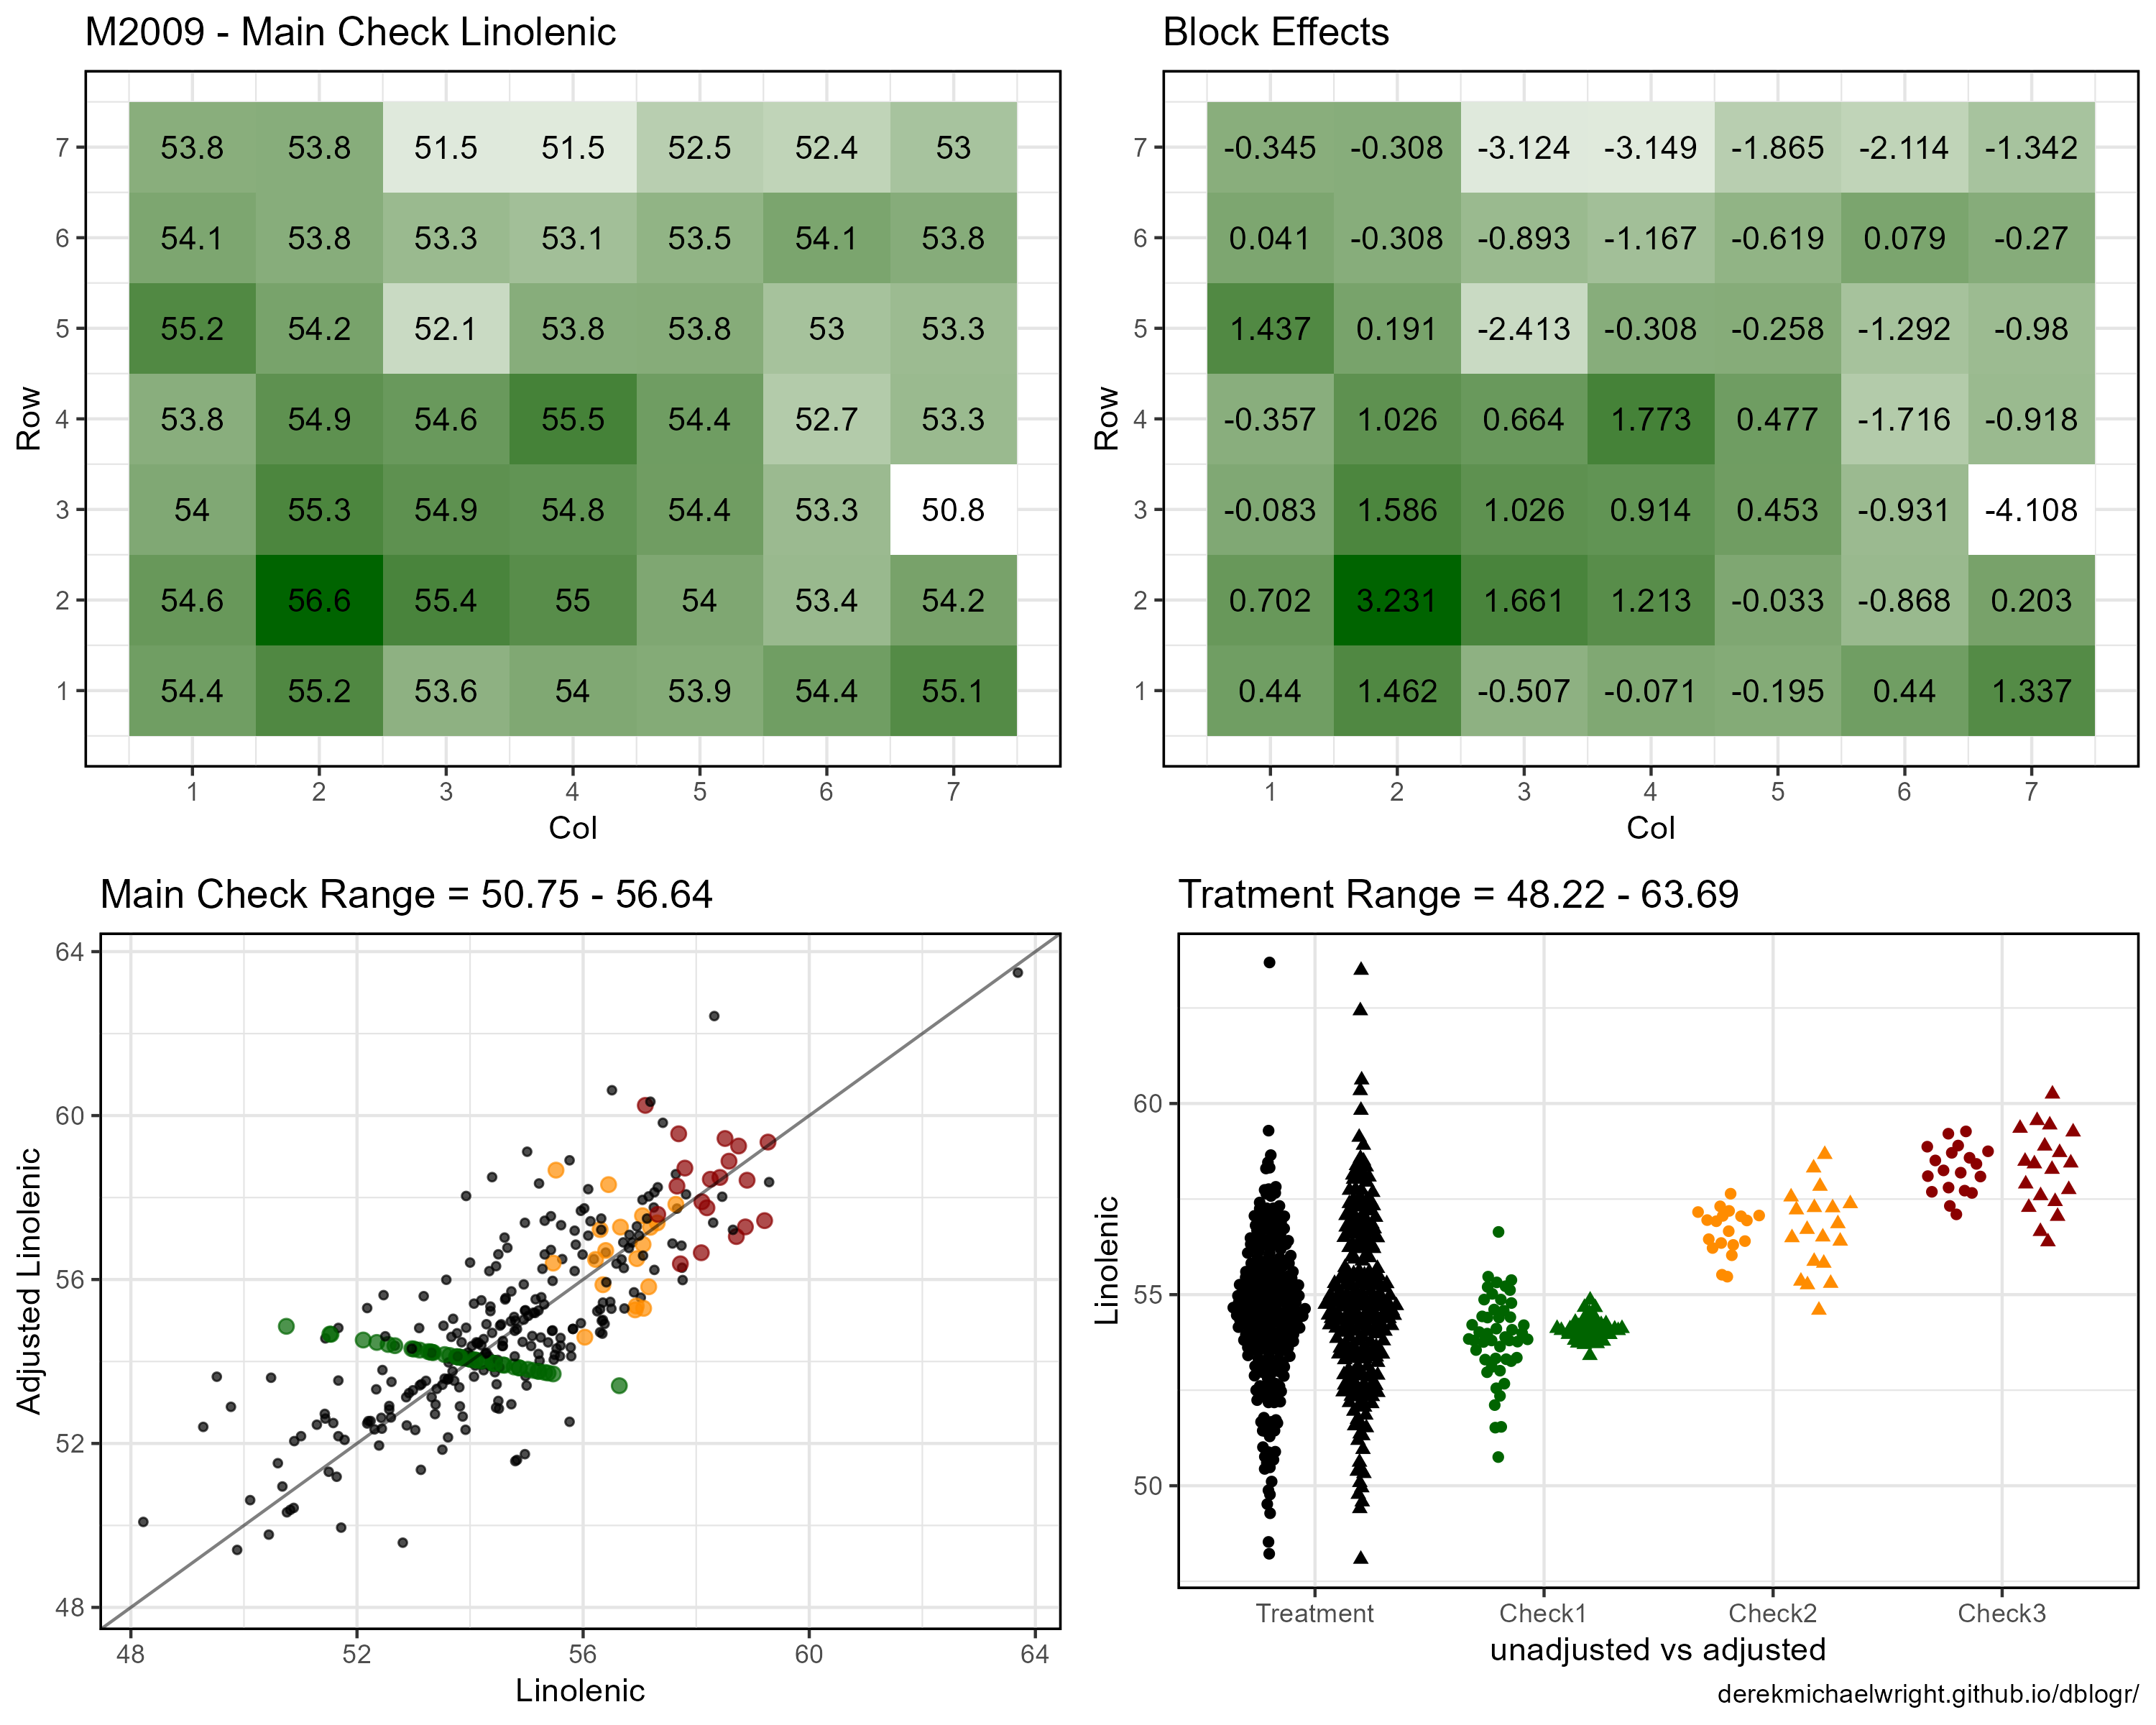 M2009 - Main Check Linolenic
Row
7 53.8 53.8 51.5 51.5 52.5 52.4 53
6 54.1 53.8 53.3 53.1 53.5 54.1 53.8
5 55.2 54.2 52.1 53.8 53.8 53 53.3
4 53.8 54.9 54.6 55.5 54.4 52.7 53.3
3 54 55.3 54.9 54.8 54.4 53.3 50.8
2 54.6 56.6 55.4 55 54 53.4 54.2
1 54.4 55.2 53.6 54 53.9 54.4 55.1
1 2 3 4 5 6 7
Col
Block Effects
Row
7 -0.345 -0.308 -3.124 -3.149 -1.865 -2.114 -1.342
6 0.041 -0.308 -0.893 -1.167 -0.619 0.079 -0.27
5 1.437 0.191 -2.413 -0.308 -0.258 -1.292 -0.98
4 -0.357 1.026 0.664 1.773 0.477 -1.716 -0.918
3 -0.083 1.586 1.026 0.914 0.453 -0.931 -4.108
2 0.702 3.231 1.661 1.213 -0.033 -0.868 0.203
1 0.44 1.462 -0.507 -0.071 -0.195 0.44 1.337
1 2 3 4 5 6 7
Col
Main Check Range = 50.75 - 56.64
Adjusted Linolenic
64
60
56
52
48
48 52 56 60 64
Linolenic
Tratment Range = 48.22 - 63.69
Linolenic
60
55
50
Treatment Check1 Check2 Check3
unadjusted vs adjusted
derekmichaelwright.github.io/dblogr/